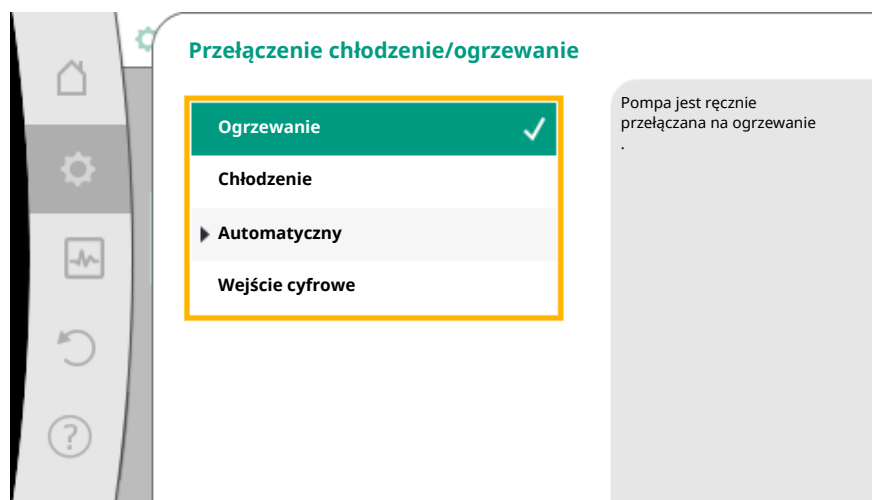 Przełączenie chłodzenie/ogrzewanie
Ogrzewanie
Chłodzenie
Automatyczny
Wejście cyfrowe
Pompa jest ręcznie
przełączana na ogrzewanie
.
?